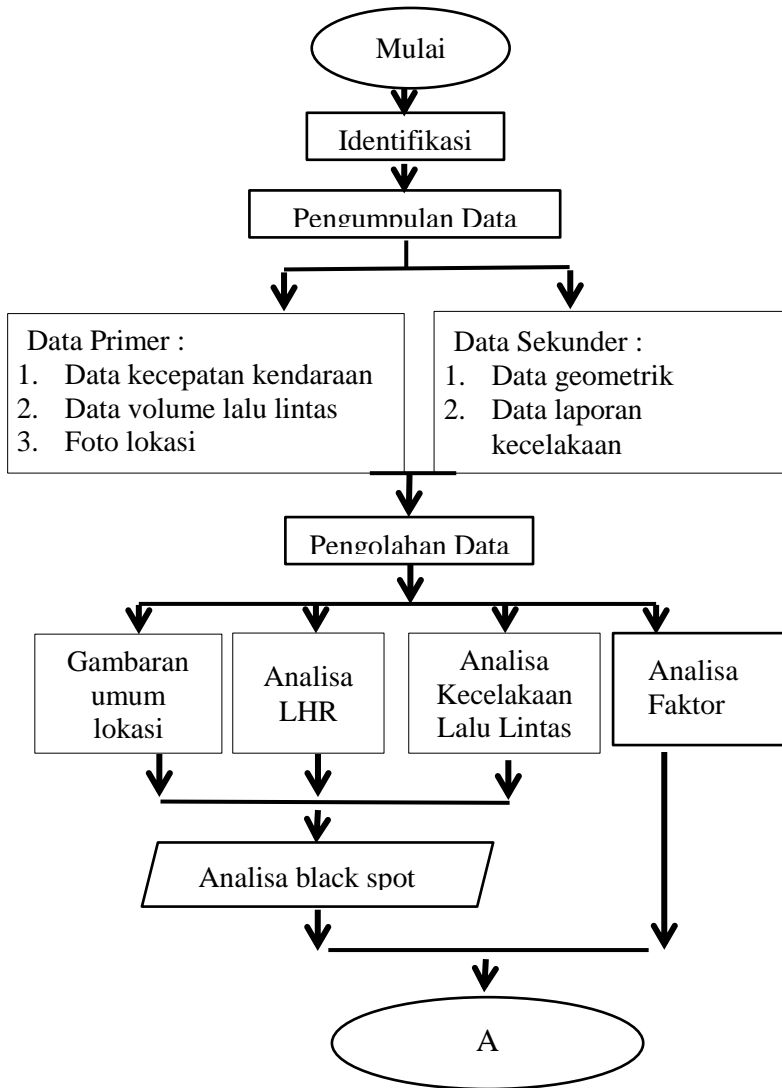 Mulai
Identifikasi
Pengumpulan Data
Data Primer :
1. Data kecepatan kendaraan
2. Data volume lalu lintas
3. Foto lokasi
Data Sekunder :
1. Data geometrik
2. Data laporan
kecelakaan
Pengolahan Data
Gambaran
umum
lokasi
Analisa
LHR
Analisa
Kecelakaan
Lalu Lintas
Analisa
Faktor
Analisa black spot
A